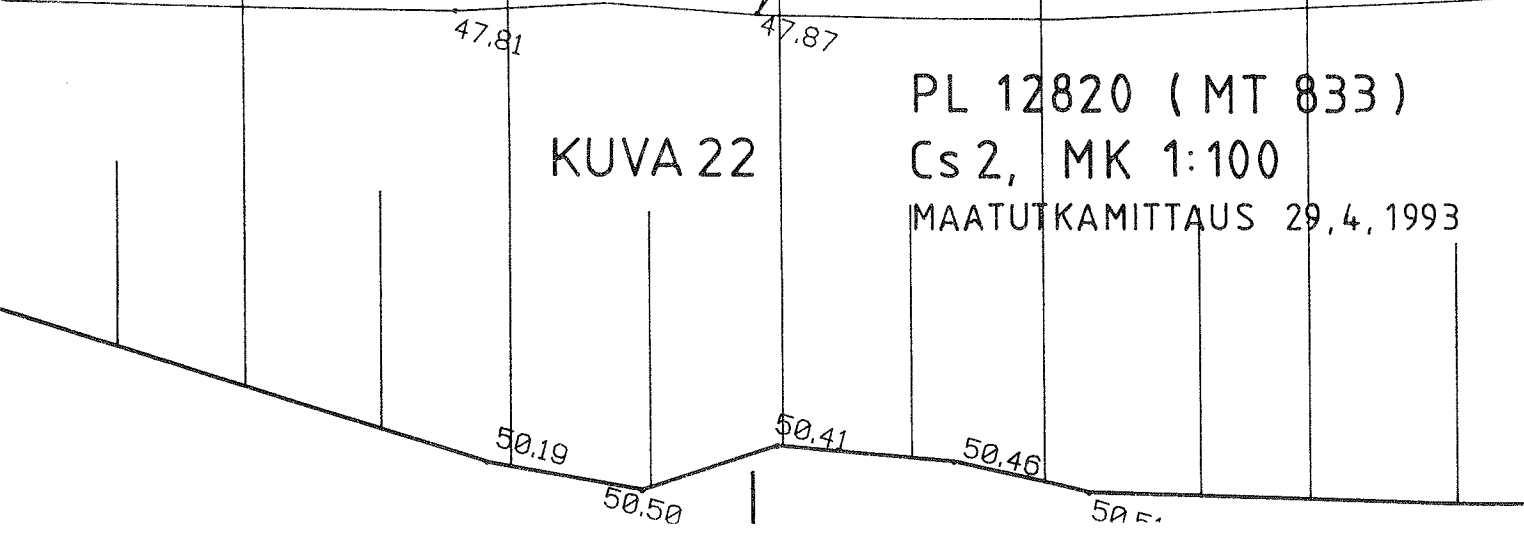 47.81
47.87
PL 12820 ( MT 833 )
KUVA 22
Cs 2, MK 1:100
MAATUTKAMITTAUS 29.4.1993
50.19
50.50
50.41
50.46